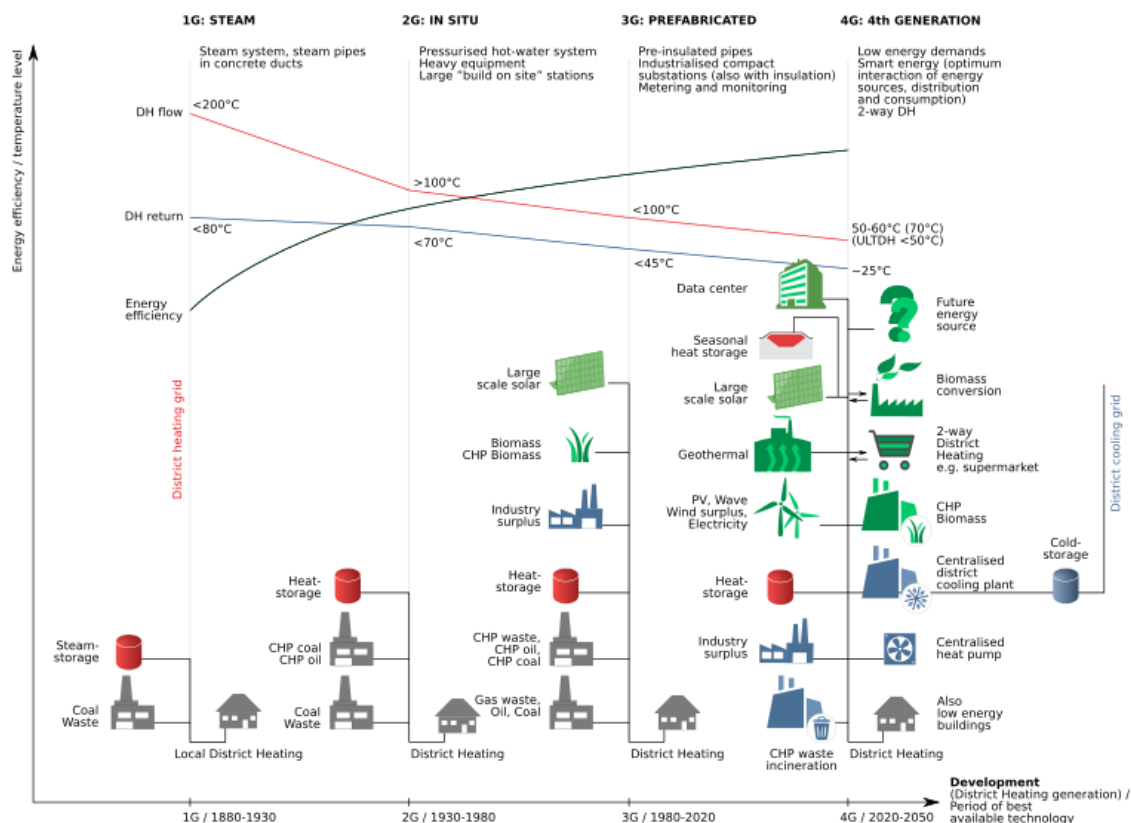 1G: STEAM
Steam system, steam pipes
in concrete ducts
2G: IN SITU
Pressurised hot-water system
Heavy equipment
Large "build on site" stations
3G: PREFABRICATED
Pre-insulated pipes
Industrialised compact
substations (also with insulation)
Metering and monitoring
4G: 4th GENERATION
Low energy demands
Smart energy (optimum
interaction of energy
sources, distribution
and consumption)
2-way DH
Energy efficiency / temperature level
DH flow
<200°C
>100°C
<100°C
50-60°C (70°C)
(ULTDH <50°C)
DH return
<80°C
<70°C
<45°C
~25°C
Energy
efficiency
District heating grid
Steam-
storage
Coal
Waste
Local District Heating
Heat-
storage
CHP coal
CHP oil
Coal
Waste
District Heating
Large
scale solar
Biomass
CHP Biomass
Industry
surplus
Heat-
storage
CHP waste,
CHP oil,
CHP coal
Gas waste,
Oil, Coal
District Heating
Data center
Seasonal
heat storage
Large
scale solar
Geothermal
PV, Wave
Wind surplus,
Electricity
Heat-
storage
Industry
surplus
CHP waste
incineration
Future
energy
source
Biomass
conversion
2-way
District
Heating
e.g. supermarket
CHP
Biomass
Centralised
district
cooling plant
Centralised
heat pump
Also
low energy
buildings
District Heating
Cold-
storage
District cooling grid
1G / 1880-1930
2G / 1930-1980
3G / 1980-2020
4G / 2020-2050
Development
(District Heating generation) /
Period of best
available technology